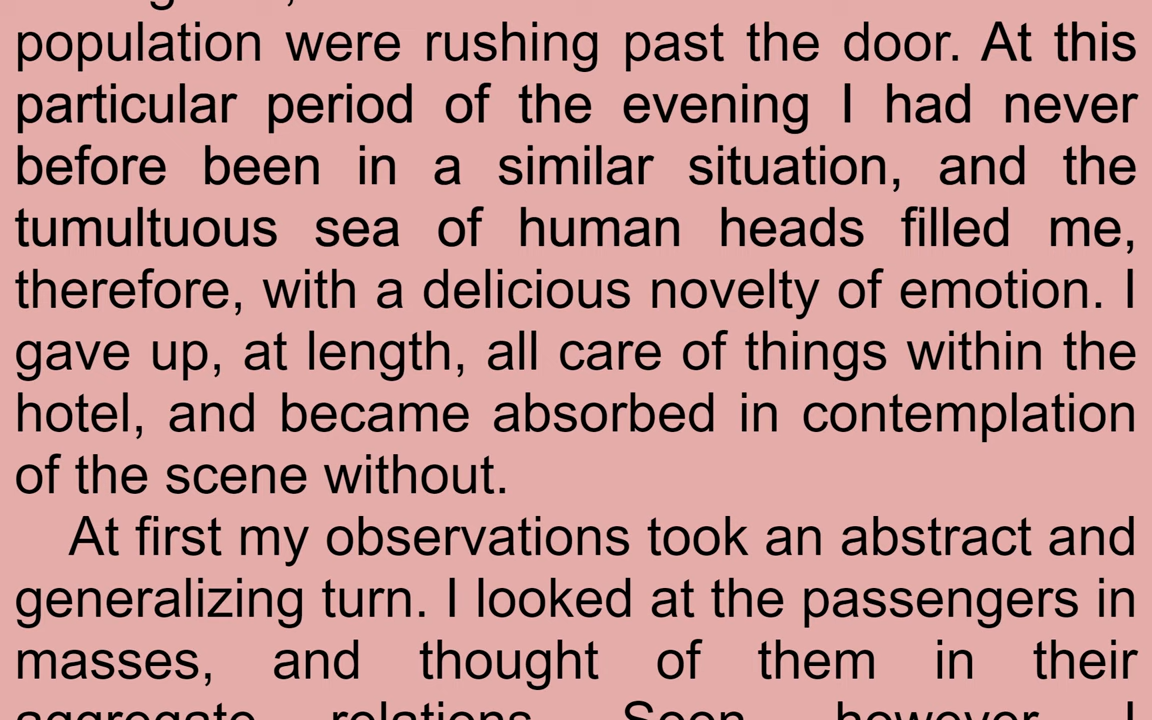 population were rushing past the door. At this
particular period of the evening I had never
before been in a similar situation, and the
tumultuous sea of human heads filled me,
therefore, with a delicious novelty of emotion. I
gave up, at length, all care of things within the
hotel, and became absorbed in contemplation
of the scene without.
At first my observations took an abstract and
generalizing turn. I looked at the passengers in
masses, and thought of them in their
aggregate relations. Soon, however, I